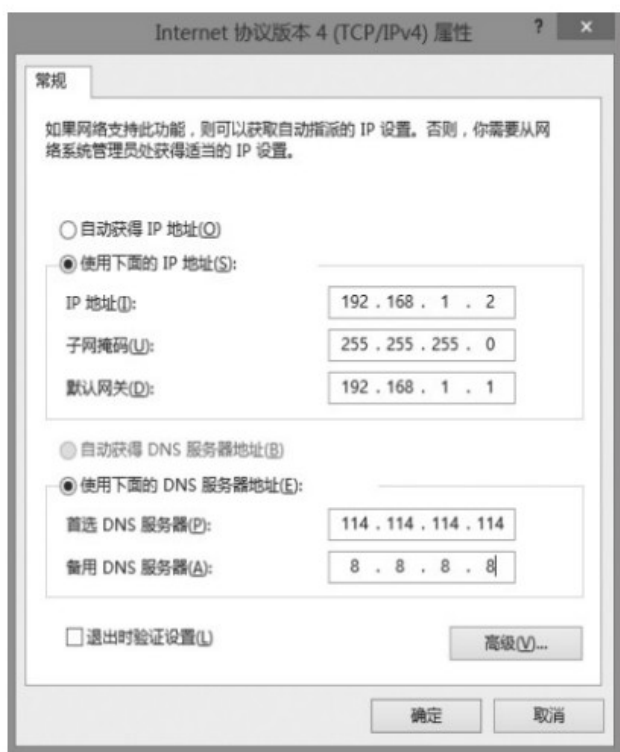 Internet 协议版本 4 (TCP/IPv4) 属性
? ×
常规
如果网络支持此功能，则可以获取自动指派的 IP 设置。否则，你需要从网
络系统管理员处获得适当的 IP 设置。
自动获得 IP 地址(O)
使用下面的 IP 地址(S):
IP 地址(I): 192 . 168 . 1 . 2
子网掩码(U): 255 . 255 . 255 . 0
默认网关(D): 192 . 168 . 1 . 1
自动获得 DNS 服务器地址(B)
使用下面的 DNS 服务器地址(E):
首选 DNS 服务器(P): 114 . 114 . 114 . 114
备用 DNS 服务器(A): 8 . 8 . 8 . 8
退出时验证设置(L)
高级(V)...
确定 取消